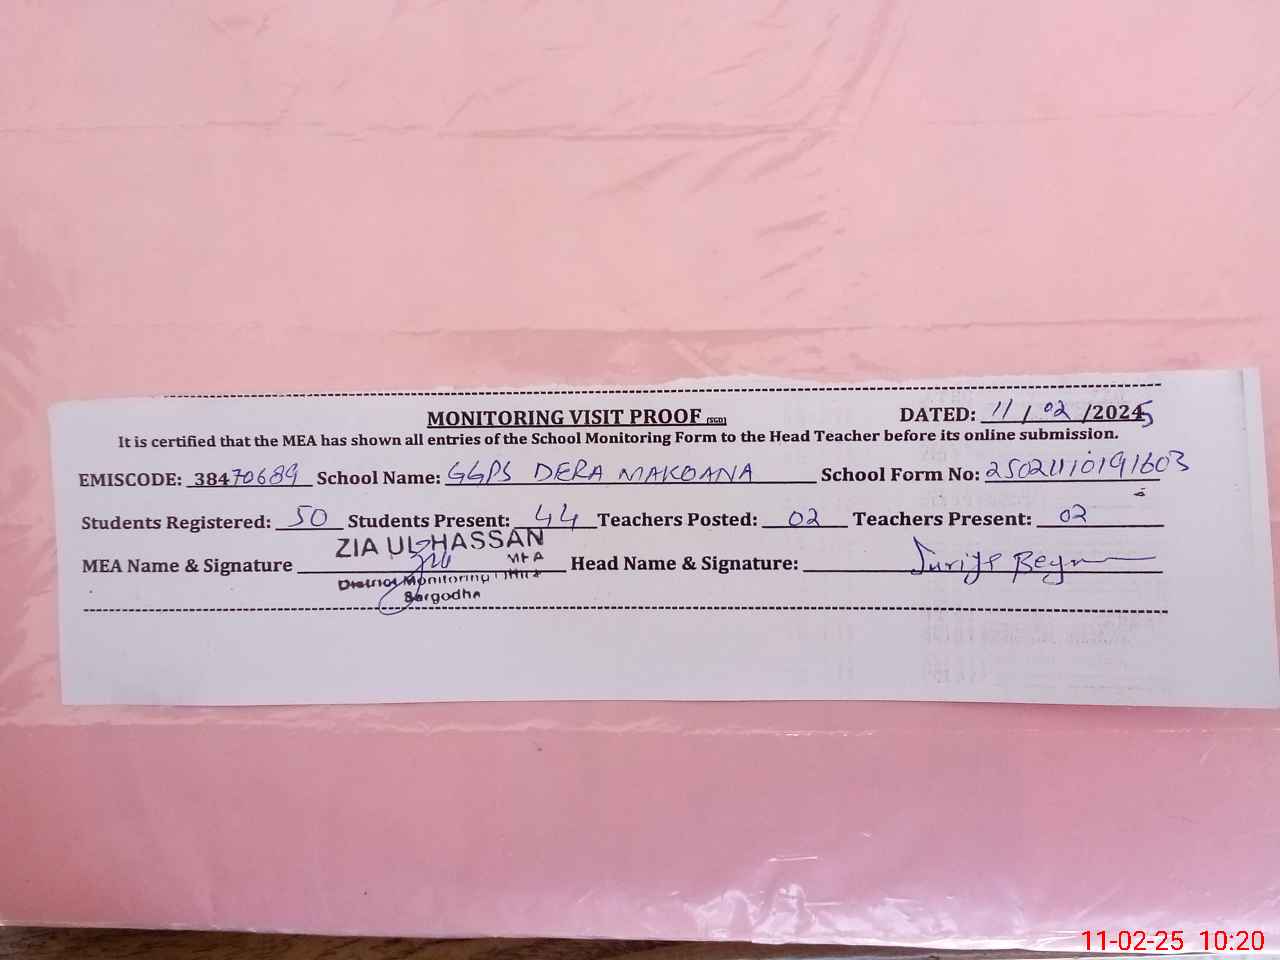 MONITORING VISIT PROOF (SGD) DATED: 11 / 02 /20245
It is certified that the MEA has shown all entries of the School Monitoring Form to the Head Teacher before its online submission.
EMISCODE: 38470689 School Name: GGPS DERA MAKOANA School Form No:
Students Registered: 50 Students Present: 44 Teachers Posted: 02 Teachers Present: 02
ZIA UL-HASSAN
MEA
MEA Name & Signature Head Name & Signature: Begum
District Monitoring Office
Sargodha
11-02-25 10:20